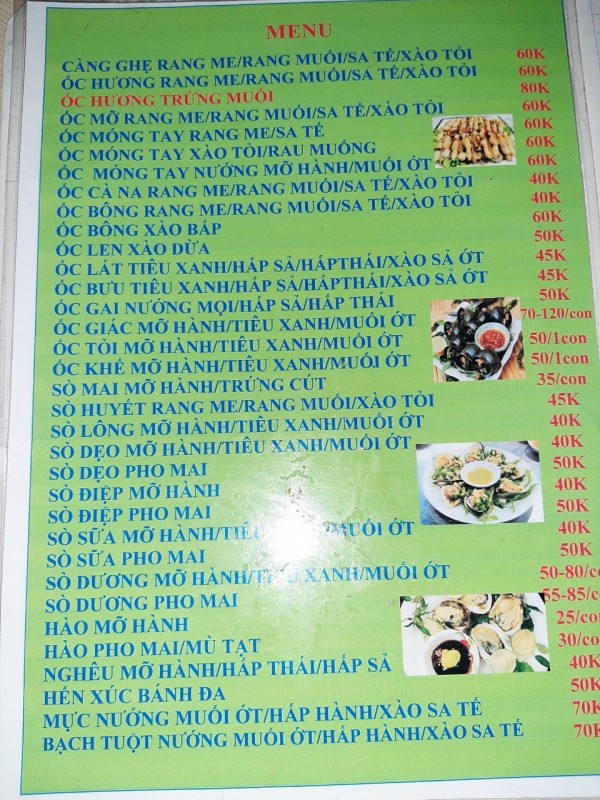 MENU
CÀNG GHẸ RANG ME/RANG MUỐI/SA TẾ/XÀO TỎI 60K
ỐC HƯƠNG RANG ME/RANG MUỐI/SA TẾ/XÀO TỎI 60K
ỐC HƯƠNG TRỨNG MUỐI 80K
ỐC MỠ RANG ME/RANG MUỐI/SA TẾ/XÀO TỎI 60K
ỐC MÓNG TAY RANG ME/SA TẾ 60K
ỐC MÓNG TAY XÀO TỎI/RAU MUỐNG 60K
ỐC MÓNG TAY NƯỚNG MỠ HÀNH/MUỐI ỚT 60K
ỐC CÀ NA RANG ME/RANG MUỐI/SA TẾ/XÀO TỎI 40K
ỐC BÔNG RANG ME/RANG MUỐI/SA TẾ/XÀO TỎI 40K
ỐC BÔNG XÀO BẮP 60K
ỐC LEN XÀO DỪA 50K
ỐC LÁT TIÊU XANH/HẤP SẢ/HẤPTHÁI/XÀO SẢ ỚT 45K
ỐC BƯU TIÊU XANH/HẤP SẢ/HẤPTHÁI/XÀO SẢ ỚT 45K
ỐC GAI NƯỚNG MỌI/HẤP SẢ/HẤP THÁI 50K
ỐC GIÁC MỠ HÀNH/TIÊU XANH/MUỐI ỚT 70-120/con
ỐC TỎI MỠ HÀNH/TIÊU XANH/MUỐI ỚT 50/1con
ỐC KHẾ MỠ HÀNH/TIÊU XANH/MUỐI ỚT 50/1con
SÒ MAI MỠ HÀNH/TRỨNG CÚT 35/con
SÒ HUYẾT RANG ME/RANG MUỐI/XÀO TỎI 45K
SÒ LÔNG MỠ HÀNH/TIÊU XANH/MUỐI ỚT 40K
SÒ DẸO MỠ HÀNH/TIÊU XANH/MUỐI ỚT 40K
SÒ DẸO PHO MAI 50K
SÒ ĐIỆP MỠ HÀNH 40K
SÒ ĐIỆP PHO MAI 50K
SÒ SỮA MỠ HÀNH/TIÊU /MUỐI ỚT 40K
SÒ SỮA PHO MAI 50K
SÒ DƯƠNG MỠ HÀNH/TIÊU XANH/MUỐI ỚT 50-80/co
SÒ DƯƠNG PHO MAI 55-85/c
HÀO MỠ HÀNH 25/co
HÀO PHO MAI/MÙ TẠT 30/co
NGHÊU MỠ HÀNH/HẤP THÁI/HẤP SẢ 40K
HẾN XÚC BÁNH ĐA 50K
MỰC NƯỚNG MUỐI ỚT/HẤP HÀNH/XÀO SA TẾ 70K
BẠCH TUỘT NƯỚNG MUỐI ỚT/HẤP HÀNH/XÀO SA TẾ 70K